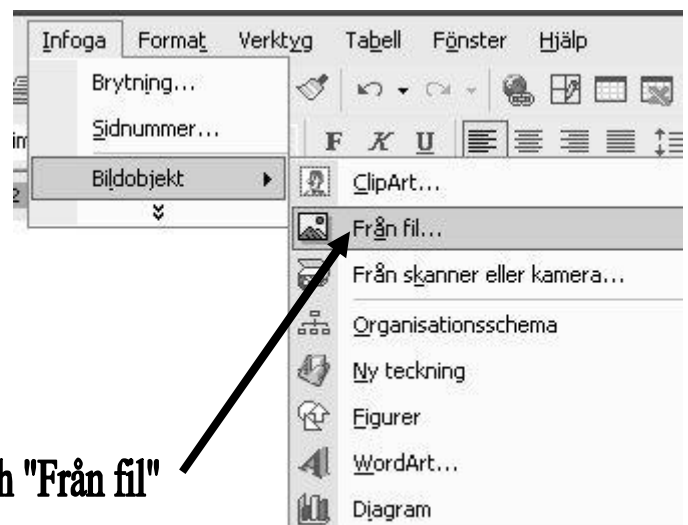 Infoga Format Verktyg Tabell Fönster Hjälp
Brytning...
Sidnummer...
F K U
Bildobjekt
2
ClipArt...
Från fil...
Från skanner eller kamera...
Organisationsschema
Ny teckning
Figurer
WordArt...
Diagram
h "Från fil"